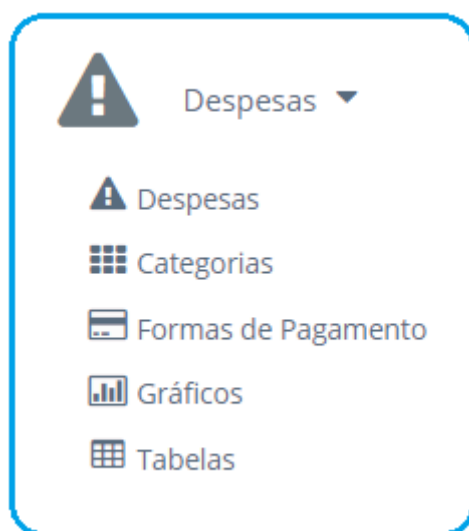 Despesas
Despesas
Categorias
Formas de Pagamento
Gráficos
Tabelas